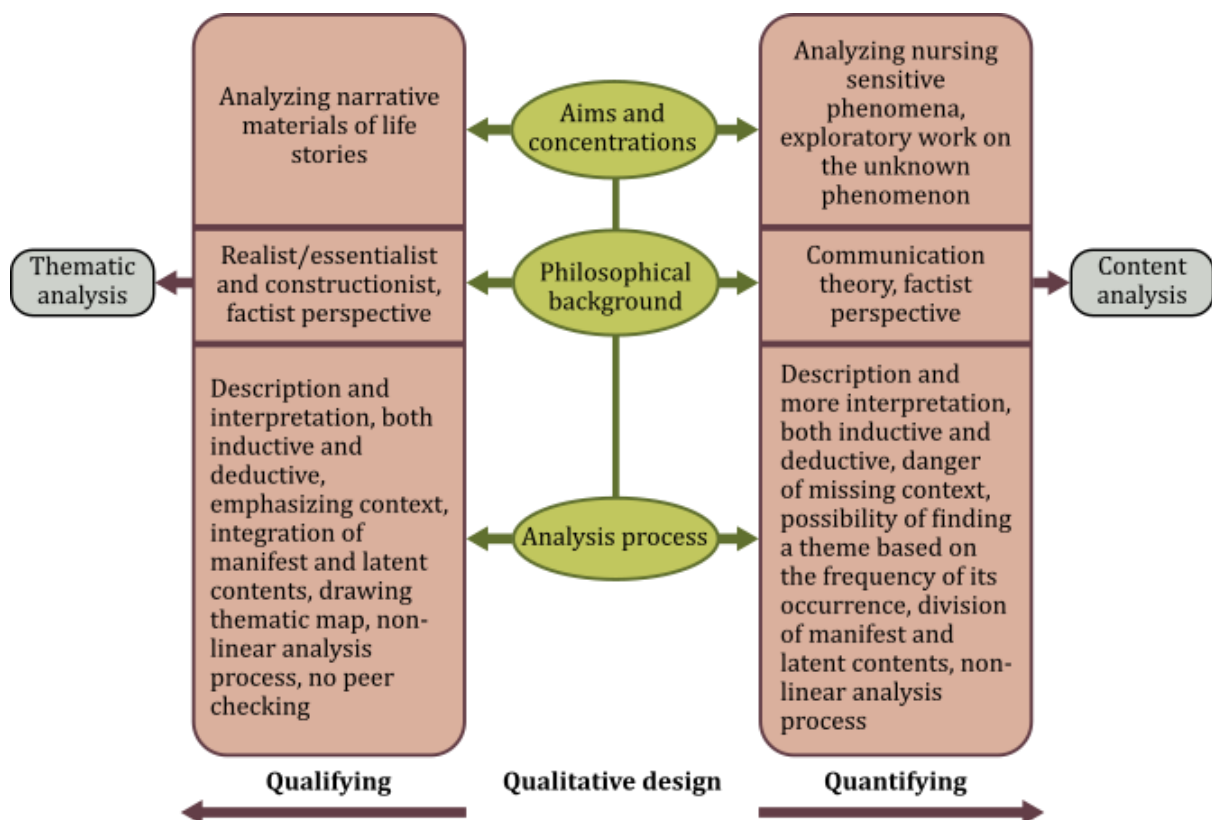 Analyzing narrative
materials of life
stories
Aims and
concentrations
Analyzing nursing
sensitive
phenomena,
exploratory work on
the unknown
phenomenon
Thematic
analysis
Realist/essentialist
and constructionist,
factist perspective
Philosophical
background
Communication
theory, factist
perspective
Content
analysis
Description and
interpretation, both
inductive and
deductive,
emphasizing context,
integration of
manifest and latent
contents, drawing
thematic map, non-
linear analysis
process, no peer
checking
Analysis process
Description and
more interpretation,
both inductive and
deductive, danger
of missing context,
possibility of finding
a theme based on
the frequency of its
occurrence, division
of manifest and
latent contents, non-
linear analysis
process
Qualifying
Qualitative design
Quantifying